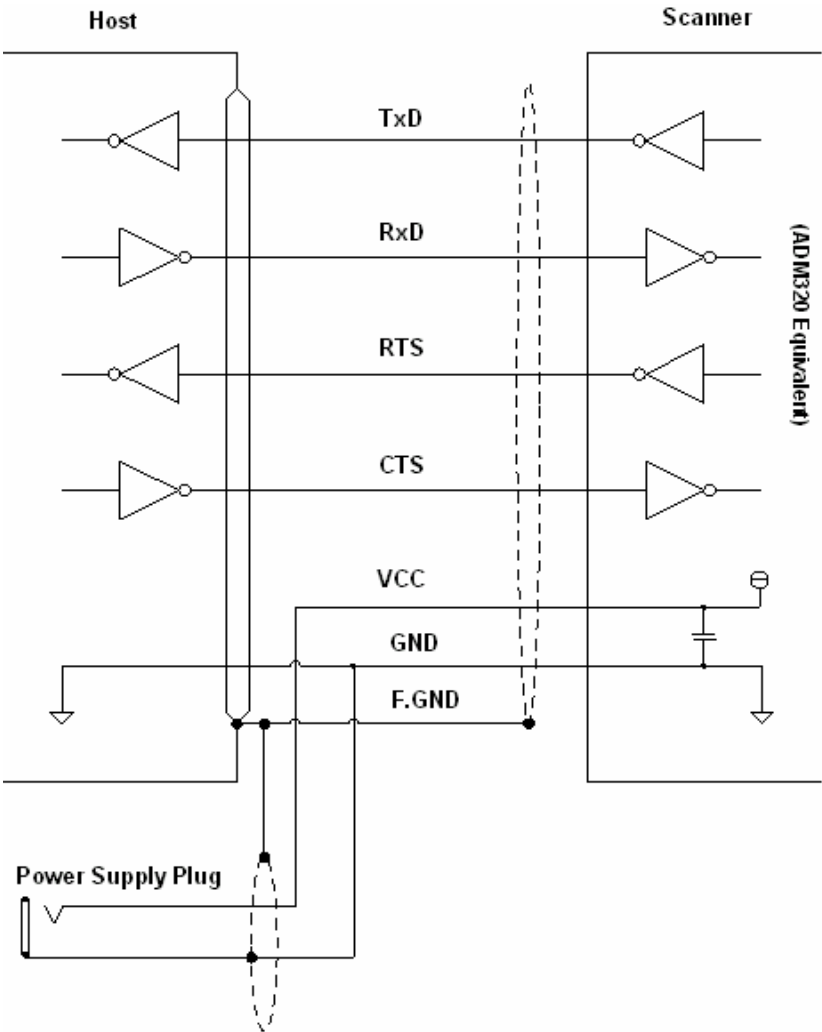 Host
Scanner
TxD
RxD
(ADM320 Equivalent)
RTS
CTS
VCC
GND
F.GND
Power Supply Plug